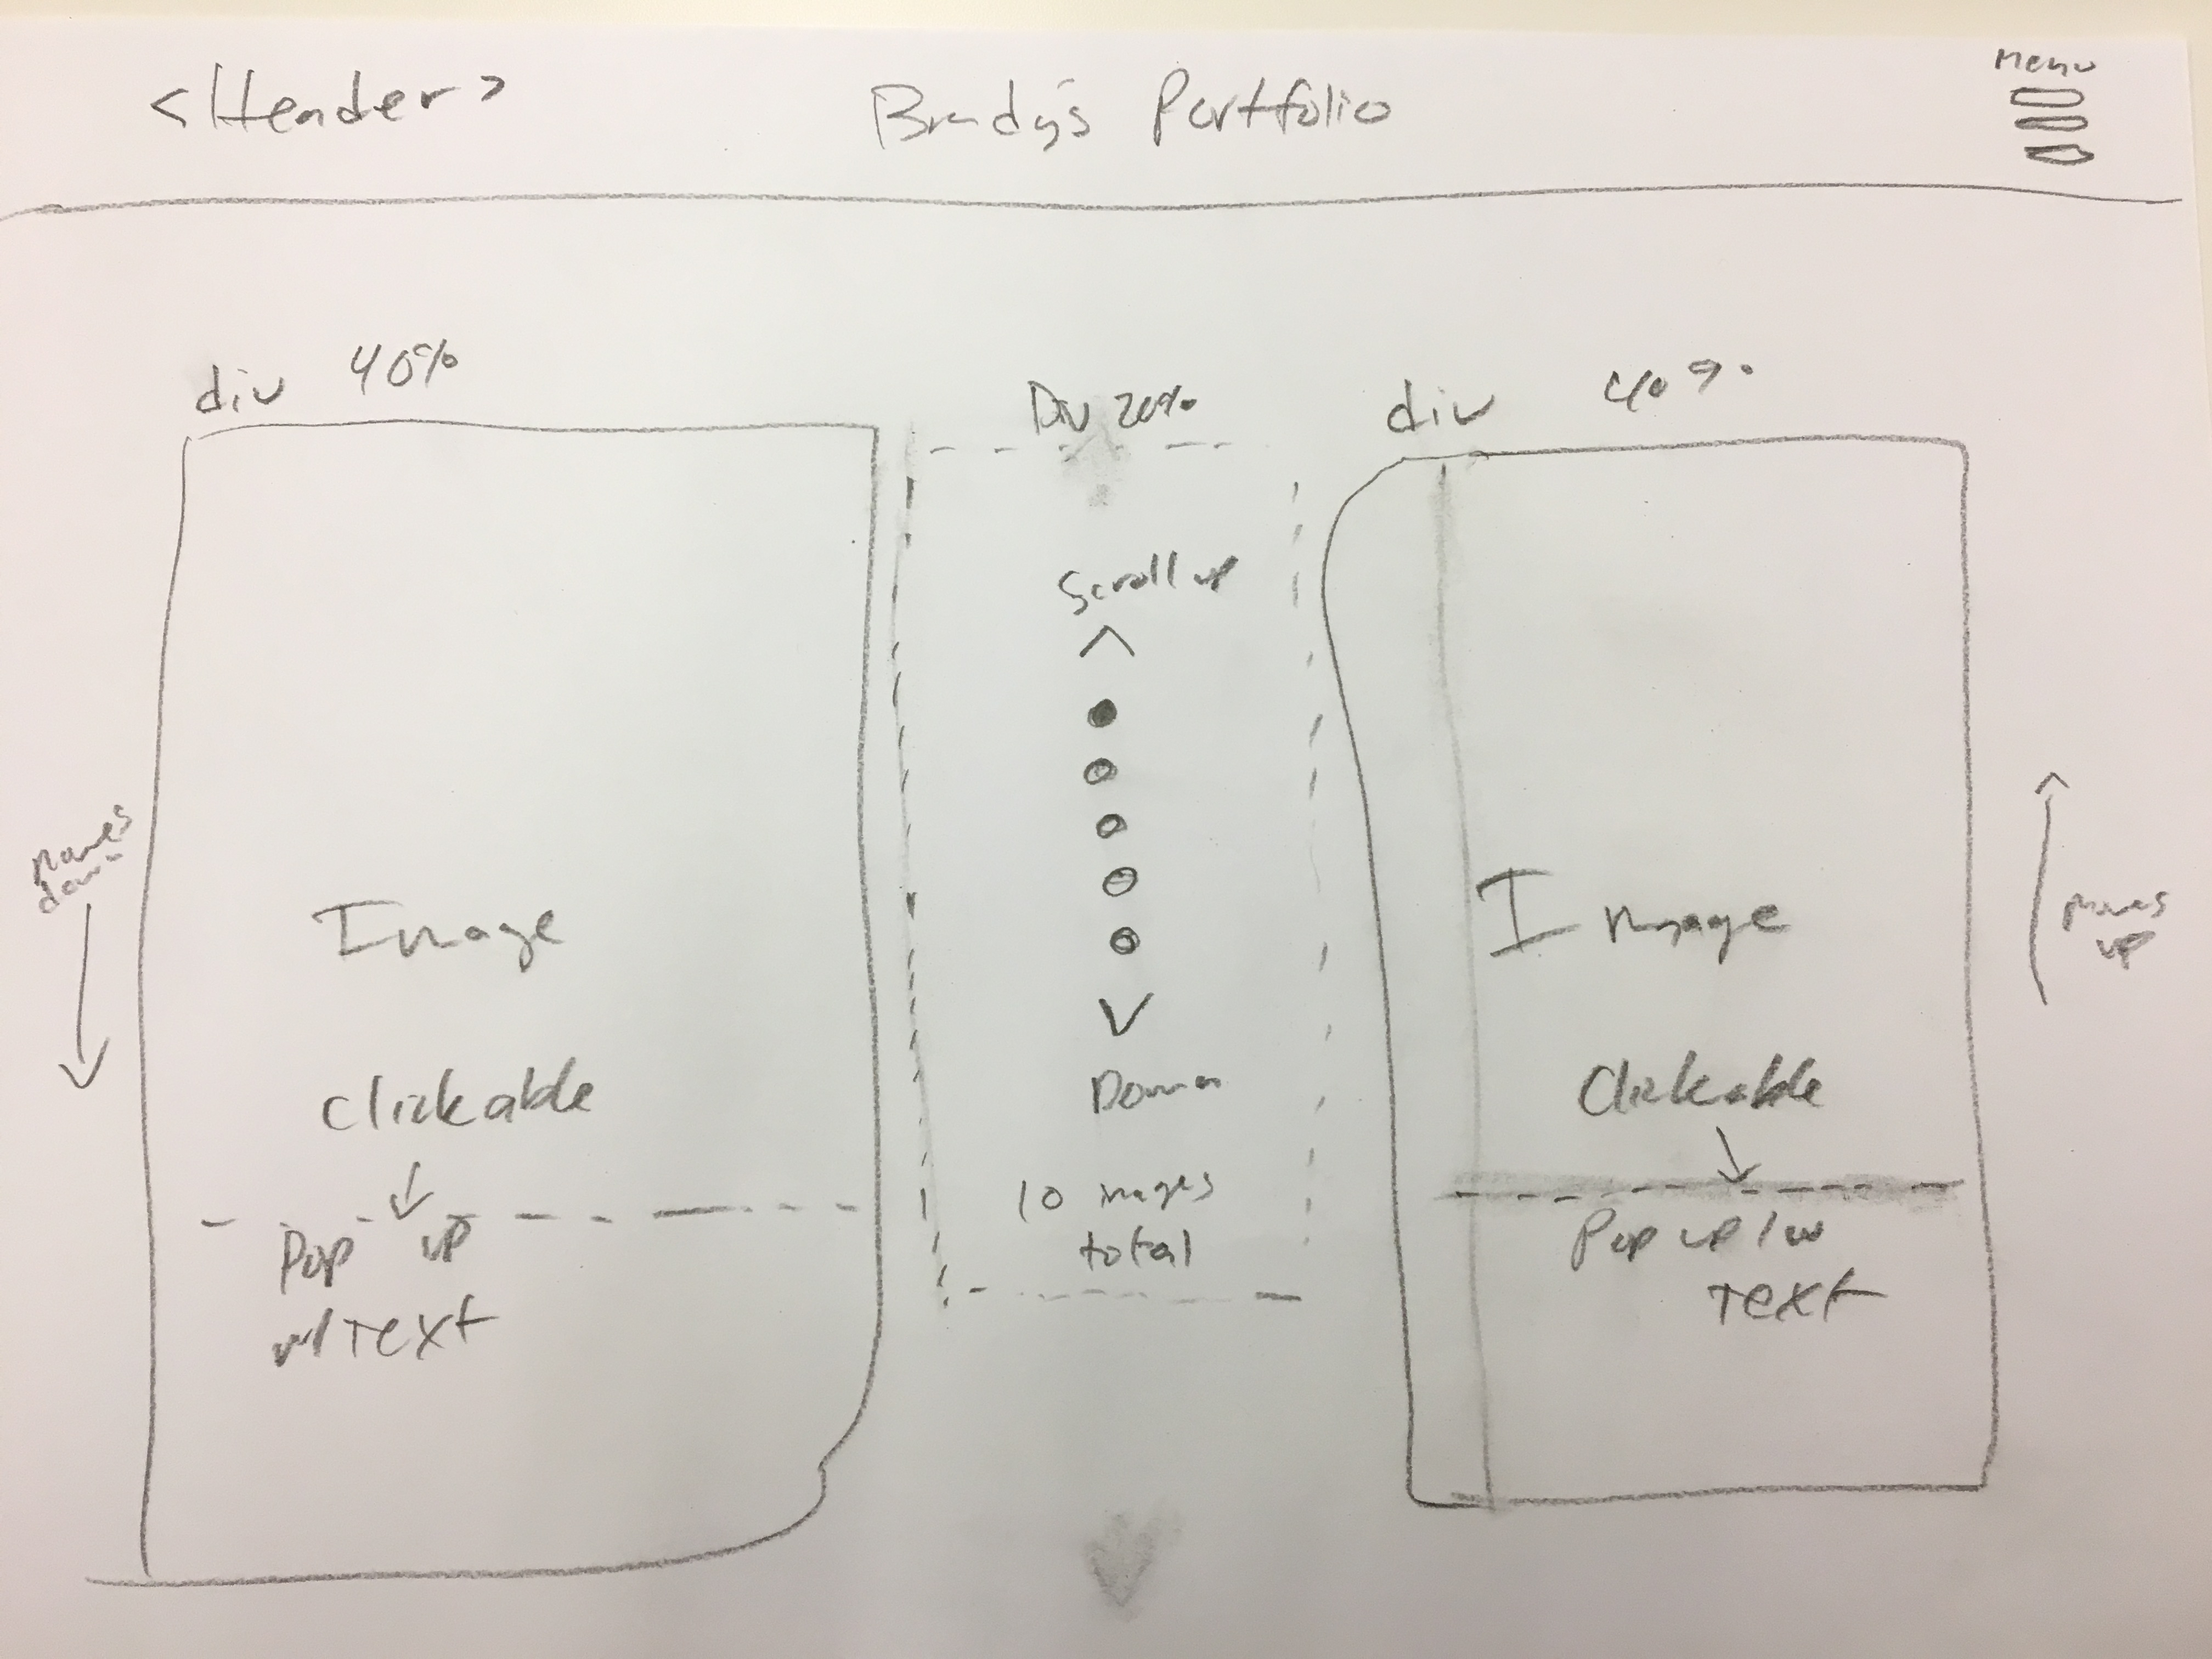 <Header>
Brady's Portfolio
menu
div 40%
Div 20%
div 40%
moves
down
Image
clickable
Pop up
w/ Text
Scroll up
Down
10 images
total
Image
Clickable
Pop up / w
Text
moves
up